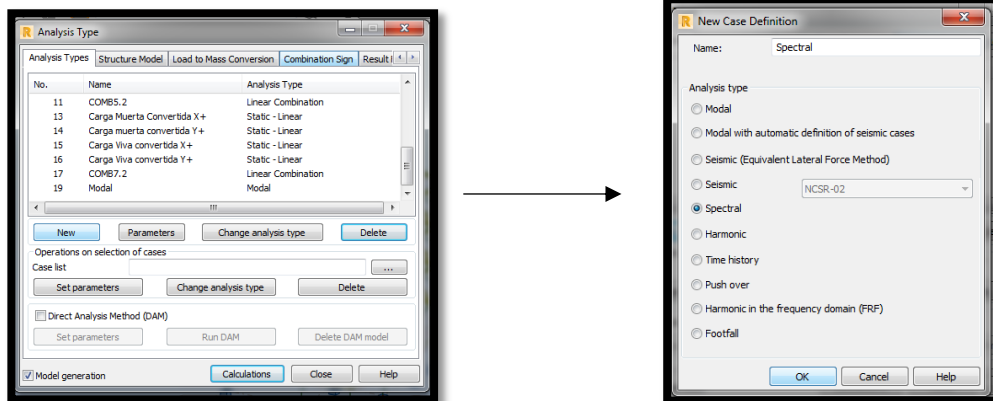 Analysis Type
Analysis Types Structure Model Load to Mass Conversion Combination Sign Result
No. Name Analysis Type
11 COMB5.2 Linear Combination
13 Carga Muerta Convertida X+ Static - Linear
14 Carga muerta convertida Y+ Static - Linear
15 Carga Viva convertida X+ Static - Linear
16 Carga Viva convertida Y+ Static - Linear
17 COMB7.2 Linear Combination
19 Modal Modal
New Parameters Change analysis type Delete
Operations on selection of cases
Case list ...
Set parameters Change analysis type Delete
Direct Analysis Method (DAM)
Set parameters Run DAM Delete DAM model
Model generation Calculations Close Help
New Case Definition
Name: Spectral
Analysis type
Modal
Modal with automatic definition of seismic cases
Seismic (Equivalent Lateral Force Method)
Seismic NCSR-02
Spectral
Harmonic
Time history
Push over
Harmonic in the frequency domain (FRF)
Footfall
OK Cancel Help